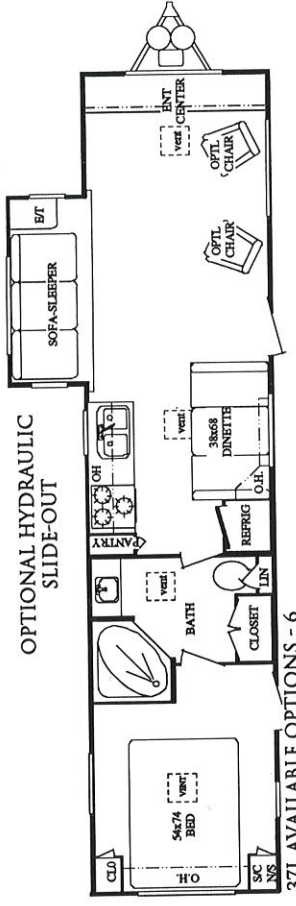 OPTIONAL HYDRAULIC
SLIDE-OUT
SOFA-SLEEPER
E/T
ENT
CENTER
vent
OPTL
CHAIR
OPTL
CHAIR
OH
PANTRY
vent
38x68
DINETTE
O.H.
REFRIG
vent
BATH
LIN
CLOSET
CLO
VENT
54x74
BED
O.H.
S/C
N/S
37L AVAILABLE OPTIONS - 6